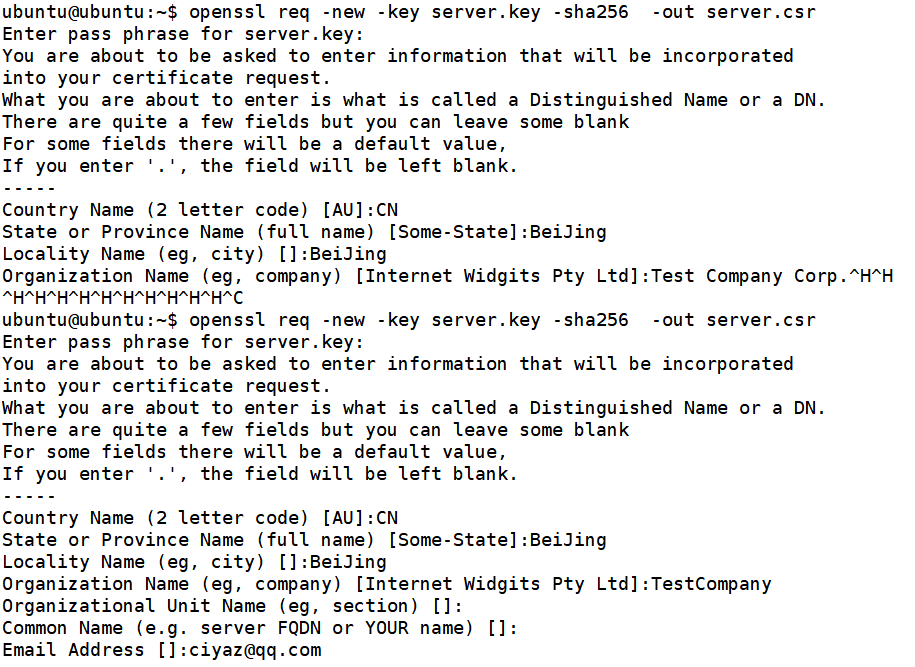 ubuntu@ubuntu:~$ openssl req -new -key server.key -sha256  -out server.csr
Enter pass phrase for server.key:
You are about to be asked to enter information that will be incorporated
into your certificate request.
What you are about to enter is what is called a Distinguished Name or a DN.
There are quite a few fields but you can leave some blank
For some fields there will be a default value,
If you enter '.', the field will be left blank.
-----
Country Name (2 letter code) [AU]:CN
State or Province Name (full name) [Some-State]:BeiJing
Locality Name (eg, city) []:BeiJing
Organization Name (eg, company) [Internet Widgits Pty Ltd]:Test Company Corp.^H^H
^H^H^H^H^H^H^H^H^H^H^C
ubuntu@ubuntu:~$ openssl req -new -key server.key -sha256  -out server.csr
Enter pass phrase for server.key:
You are about to be asked to enter information that will be incorporated
into your certificate request.
What you are about to enter is what is called a Distinguished Name or a DN.
There are quite a few fields but you can leave some blank
For some fields there will be a default value,
If you enter '.', the field will be left blank.
-----
Country Name (2 letter code) [AU]:CN
State or Province Name (full name) [Some-State]:BeiJing
Locality Name (eg, city) []:BeiJing
Organization Name (eg, company) [Internet Widgits Pty Ltd]:TestCompany
Organizational Unit Name (eg, section) []:
Common Name (e.g. server FQDN or YOUR name) []:
Email Address []:ciyaz@qq.com